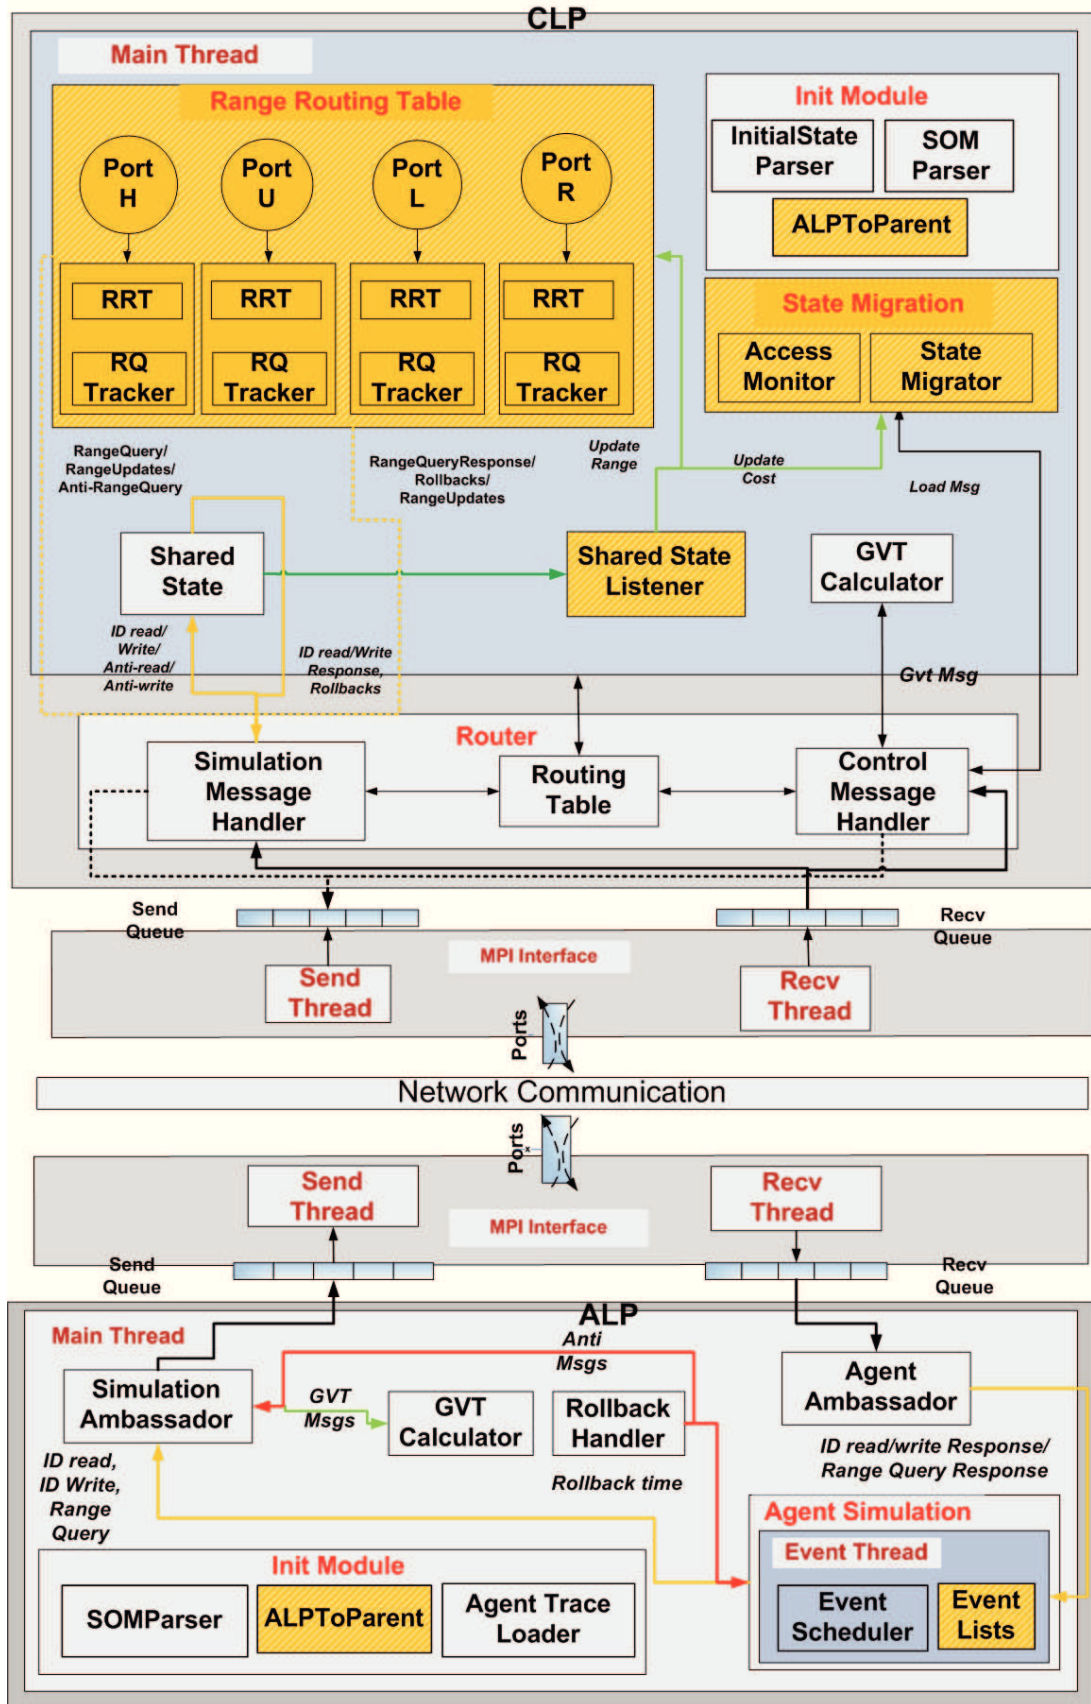 CLP
Main Thread
Range Routing Table
Port
H
Port
U
Port
L
Port
R
RRT
RRT
RRT
RRT
RQ
Tracker
RQ
Tracker
RQ
Tracker
RQ
Tracker
Init Module
InitialState
Parser
SOM
Parser
ALPToParent
State Migration
Access
Monitor
State
Migrator
RangeQuery/
RangeUpdates/
Anti-RangeQuery
RangeQueryResponse/
Rollbacks/
RangeUpdates
Update
Range
Update
Cost
Load Msg
Shared
State
Shared State
Listener
GVT
Calculator
ID read/
Write/
Anti-read/
Anti-write
ID read/Write
Response,
Rollbacks
Gvt Msg
Router
Simulation
Message
Handler
Routing
Table
Control
Message
Handler
Send
Queue
Recv
Queue
MPI Interface
Send
Thread
Recv
Thread
Ports
Network Communication
Ports
x
Send
Thread
Recv
Thread
MPI Interface
Send
Queue
Recv
Queue
ALP
Main Thread
Anti
Msgs
Simulation
Ambassador
GVT
Msgs
GVT
Calculator
Rollback
Handler
Agent
Ambassador
ID read,
ID Write,
Range
Query
Rollback time
ID read/write Response/
Range Query Response
Agent Simulation
Event Thread
Event
Scheduler
Event
Lists
Init Module
SOMParser
ALPToParent
Agent Trace
Loader